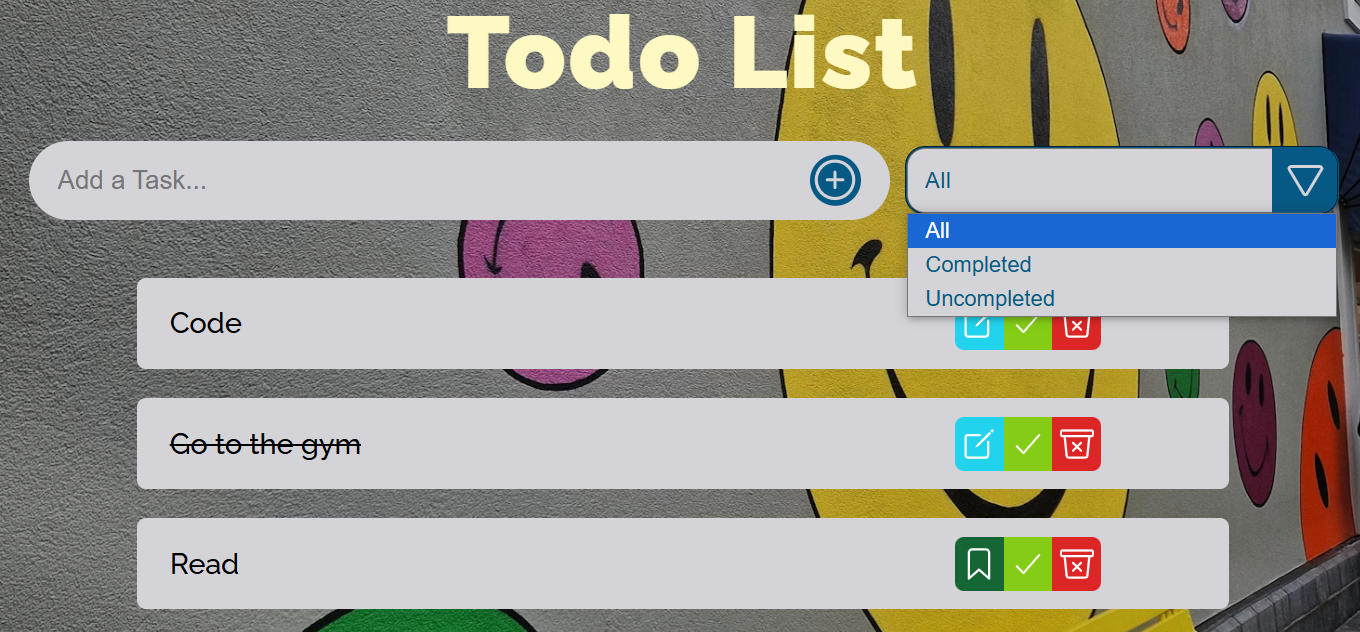 Todo List
Add a Task...
All
All
Completed
Uncompleted
Code
Go to the gym
Read